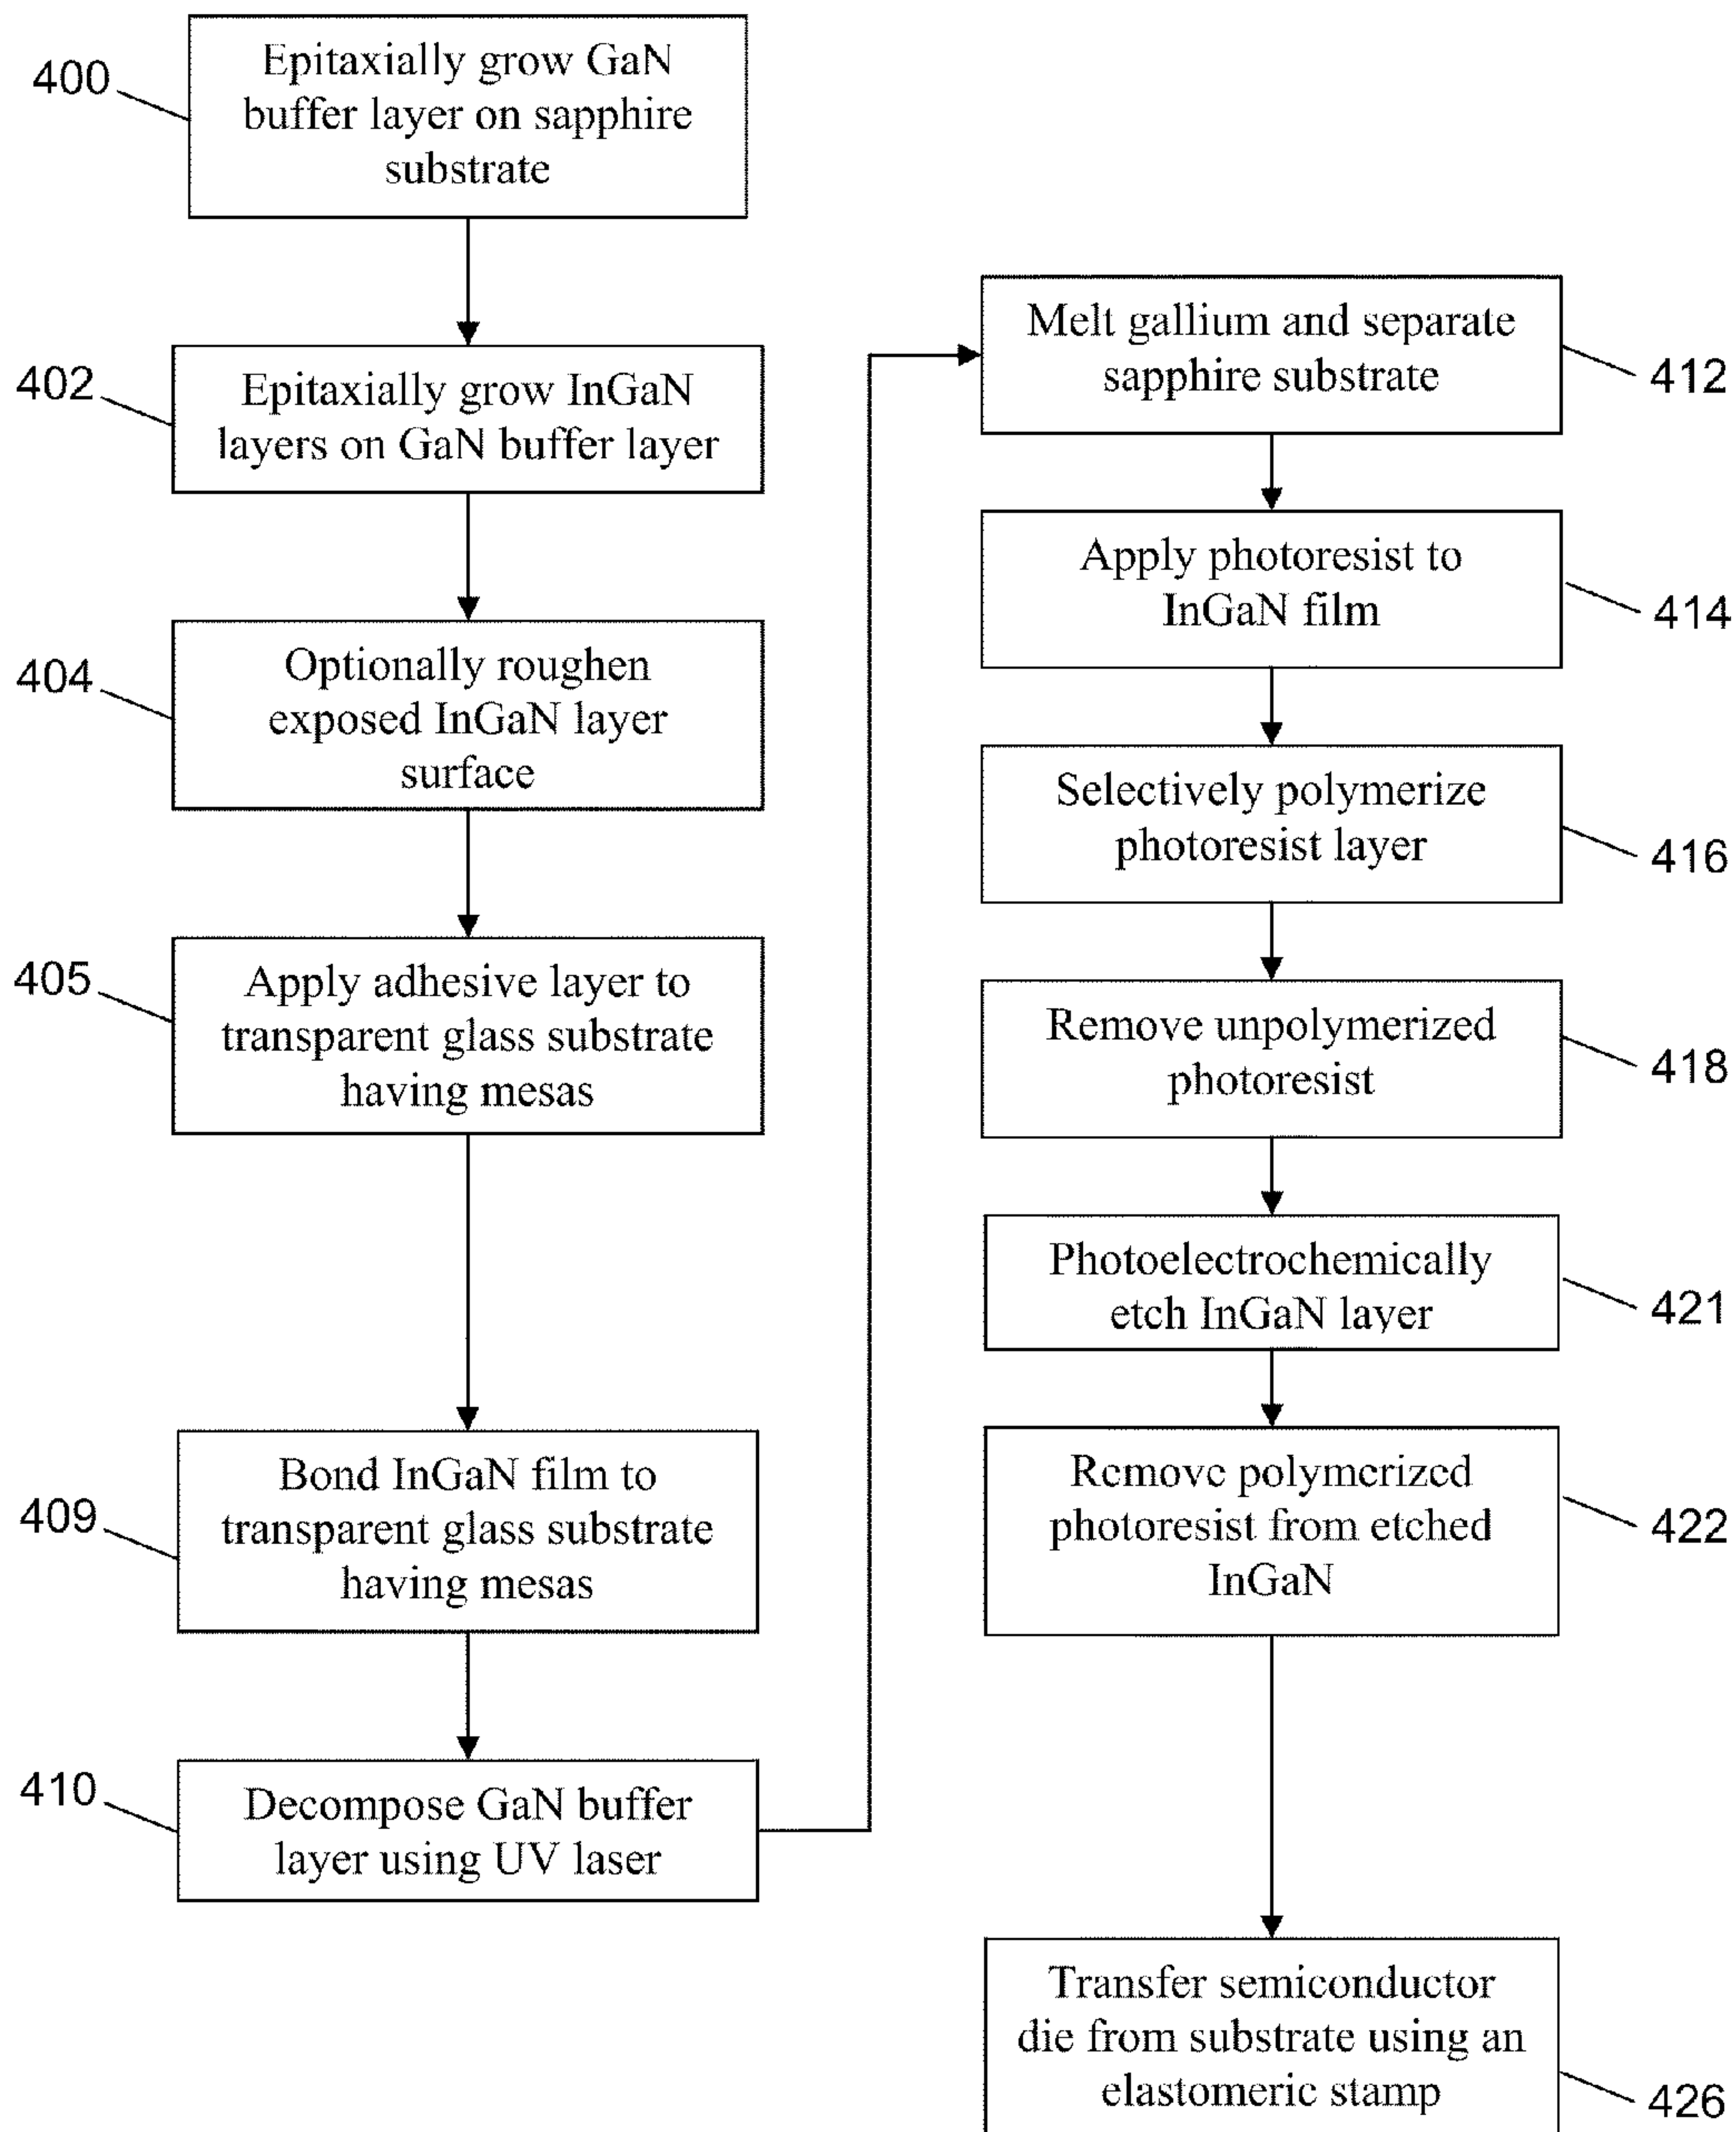 400
Epitaxially grow GaN
buffer layer on sapphire
substrate
402
Epitaxially grow InGaN
layers on GaN buffer layer
404
Optionally roughen
exposed InGaN layer
surface
405
Apply adhesive layer to
transparent glass substrate
having mesas
409
Bond InGaN film to
transparent glass substrate
having mesas
410
Decompose GaN buffer
layer using UV laser
Melt gallium and separate
sapphire substrate
412
Apply photoresist to
InGaN film
414
Selectively polymerize
photoresist layer
416
Remove unpolymerized
photoresist
418
Photoelectrochemically
etch InGaN layer
421
Remove polymerized
photoresist from etched
InGaN
422
Transfer semiconductor
die from substrate using an
elastomeric stamp
426